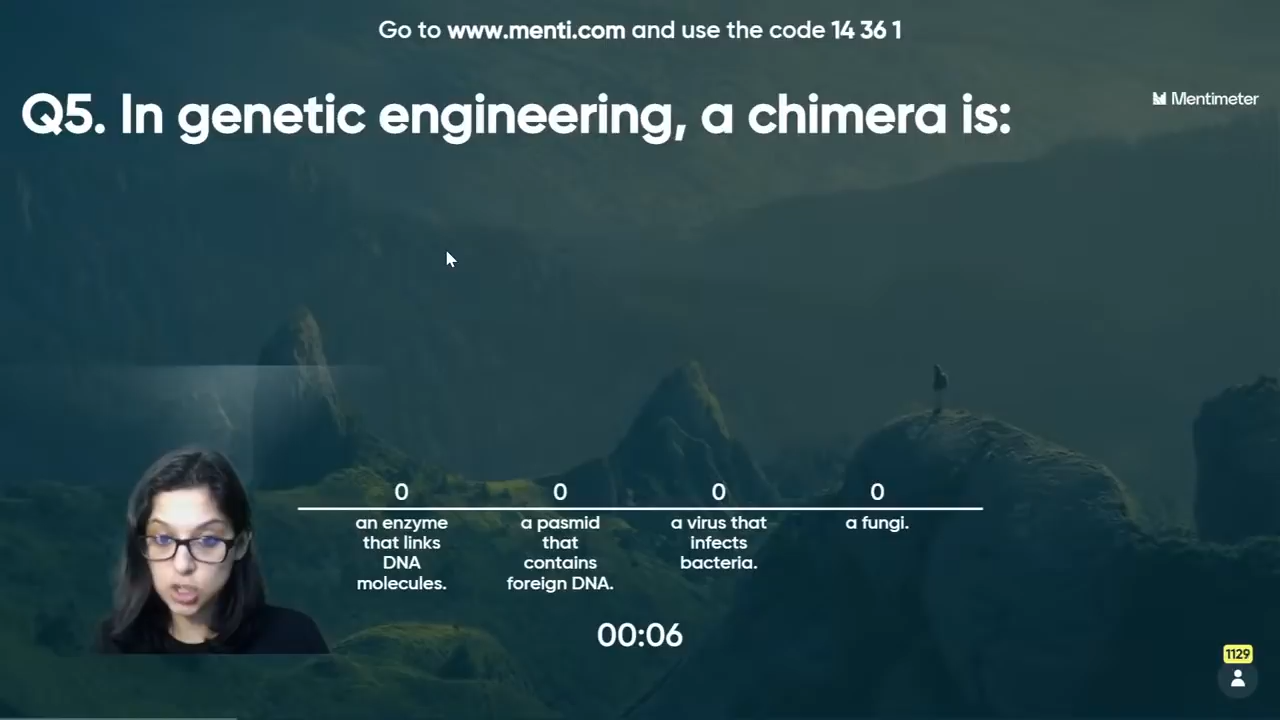 Go to www.menti.com and use the code 14 36 1
Q5. In genetic engineering, a chimera is:
Mentimeter
0
0
0
0
an enzyme
that links
DNA
molecules.
a pasmid
that
contains
foreign DNA.
a virus that
infects
bacteria.
a fungi.
00:06
1129